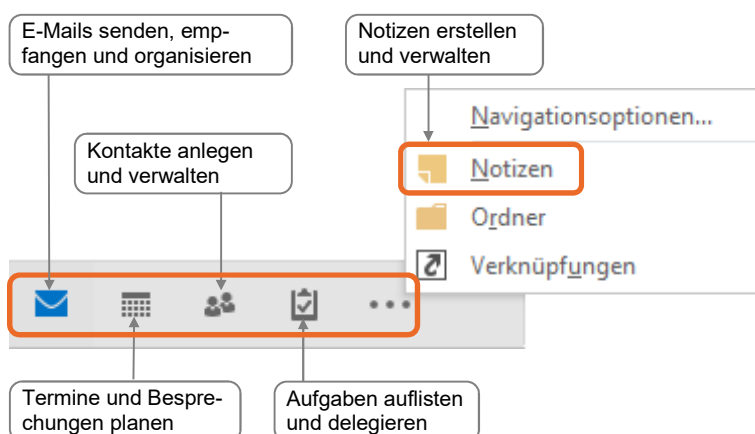 E-Mails senden, emp-
fangen und organisieren
Notizen erstellen
und verwalten
Navigationsoptionen...
Kontakte anlegen
und verwalten
Notizen
Ordner
Verknüpfungen
Termine und Bespre-
chungen planen
Aufgaben auflisten
und delegieren